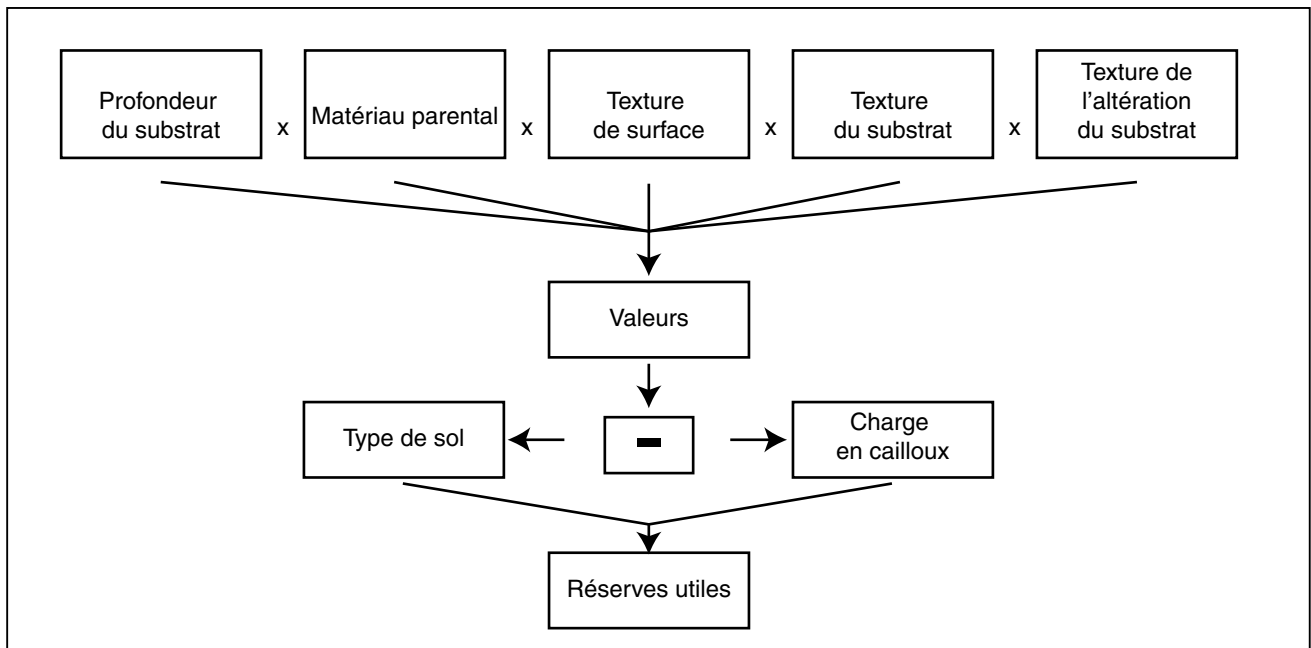 Profondeur
du substrat
x
Matériau parental
x
Texture
de surface
x
Texture
du substrat
x
Texture de
l'altération
du substrat
Valeurs
Type de sol
Charge
en cailloux
Réserves utiles